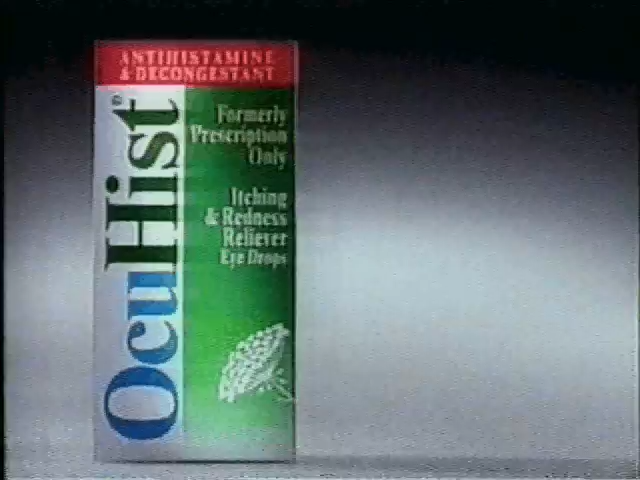 ANTIHISTAMINE
& DECONGESTANT
OcuHist®
Formerly
Prescription
Only
Itching
& Redness
Reliever
Eye Drops